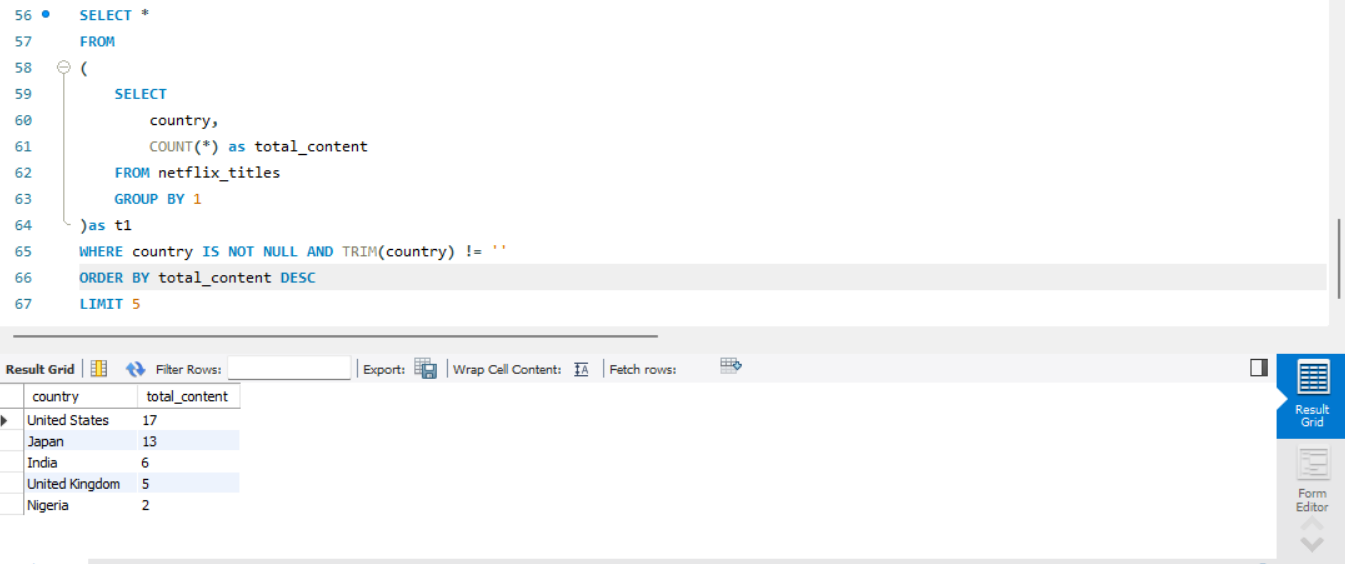 56 SELECT *
57 FROM
58 (
59 SELECT
60 country,
61 COUNT(*) as total_content
62 FROM netflix_titles
63 GROUP BY 1
64 )as t1
65 WHERE country IS NOT NULL AND TRIM(country) != ''
66 ORDER BY total_content DESC
67 LIMIT 5
Result Grid Filter Rows: Export: Wrap Cell Content: IA Fetch rows:
country total_content
United States 17
Japan 13
India 6
United Kingdom 5
Nigeria 2
Result
Grid
Form
Editor